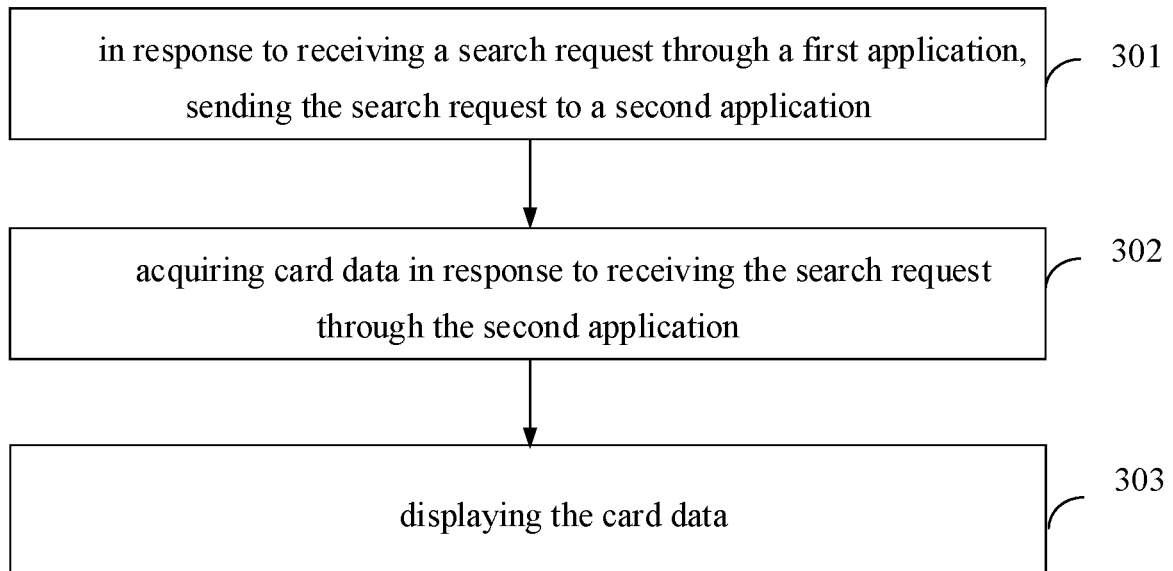 in response to receiving a search request through a first application,
sending the search request to a second application
301
acquiring card data in response to receiving the search request
through the second application
302
displaying the card data
303